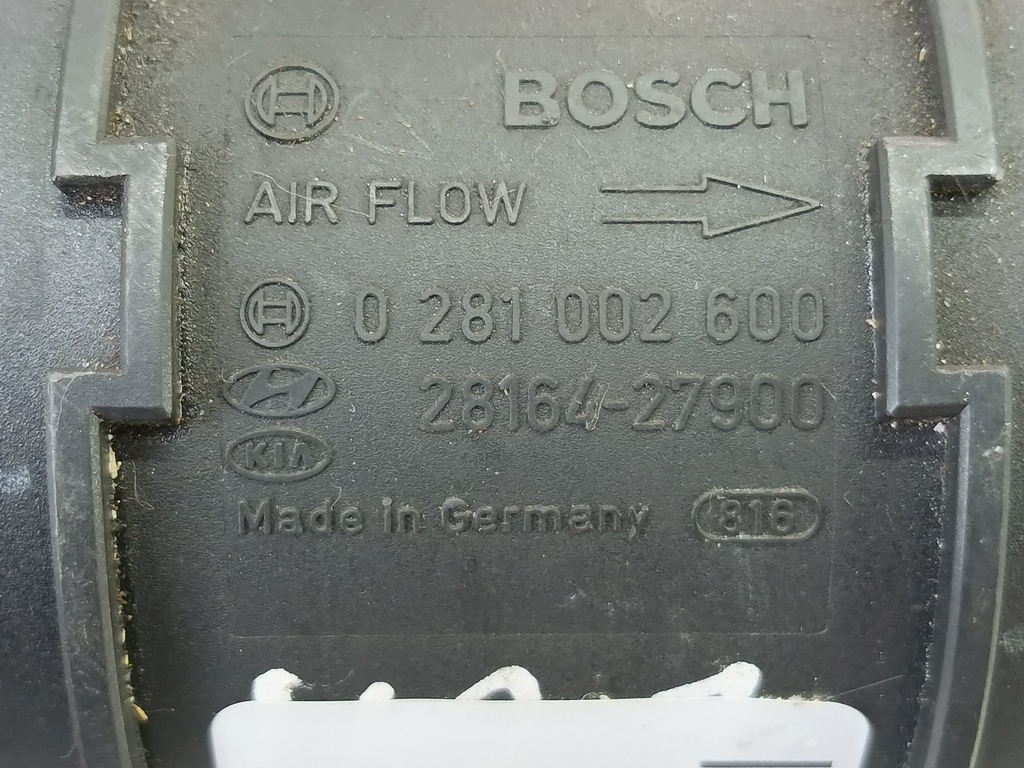 BOSCH
AIR FLOW
0 281 002 600
28164-27900
KIA
Made in Germany 816